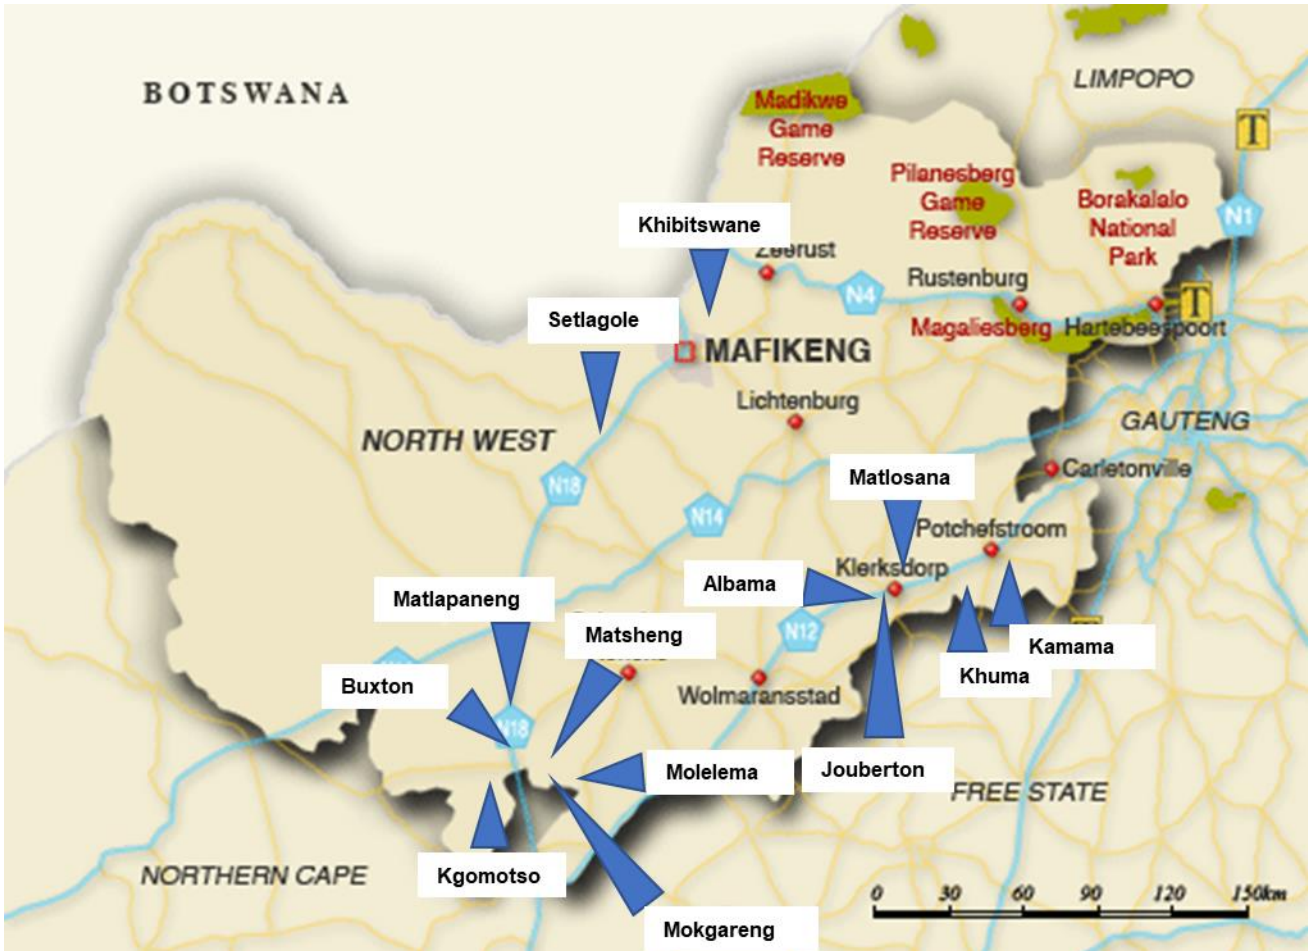 LIMPOPO
BOTSWANA
Madikwe
Game
Reserve
T
Pilanesberg
Game
Reserve
Borakalalo
National
Park
N1
Khibitswane
Zeerust
Rustenburg
N4
T
Setlagole
Magaliesberg
Hartebeespoort
MAFIKENG
Lichtenburg
GAUTENG
NORTH WEST
Carletonville
Matlosana
N18
N14
Potchefstroom
Klerksdorp
Albama
Matlapaneng
N12
Matsheng
Kamama
Khuma
Buxton
Wolmaransstad
N18
Molelema
Jouberton
FREE STATE
NORTHERN CAPE
Kgomotso
0 30 60 90 120 150km
Mokgareng